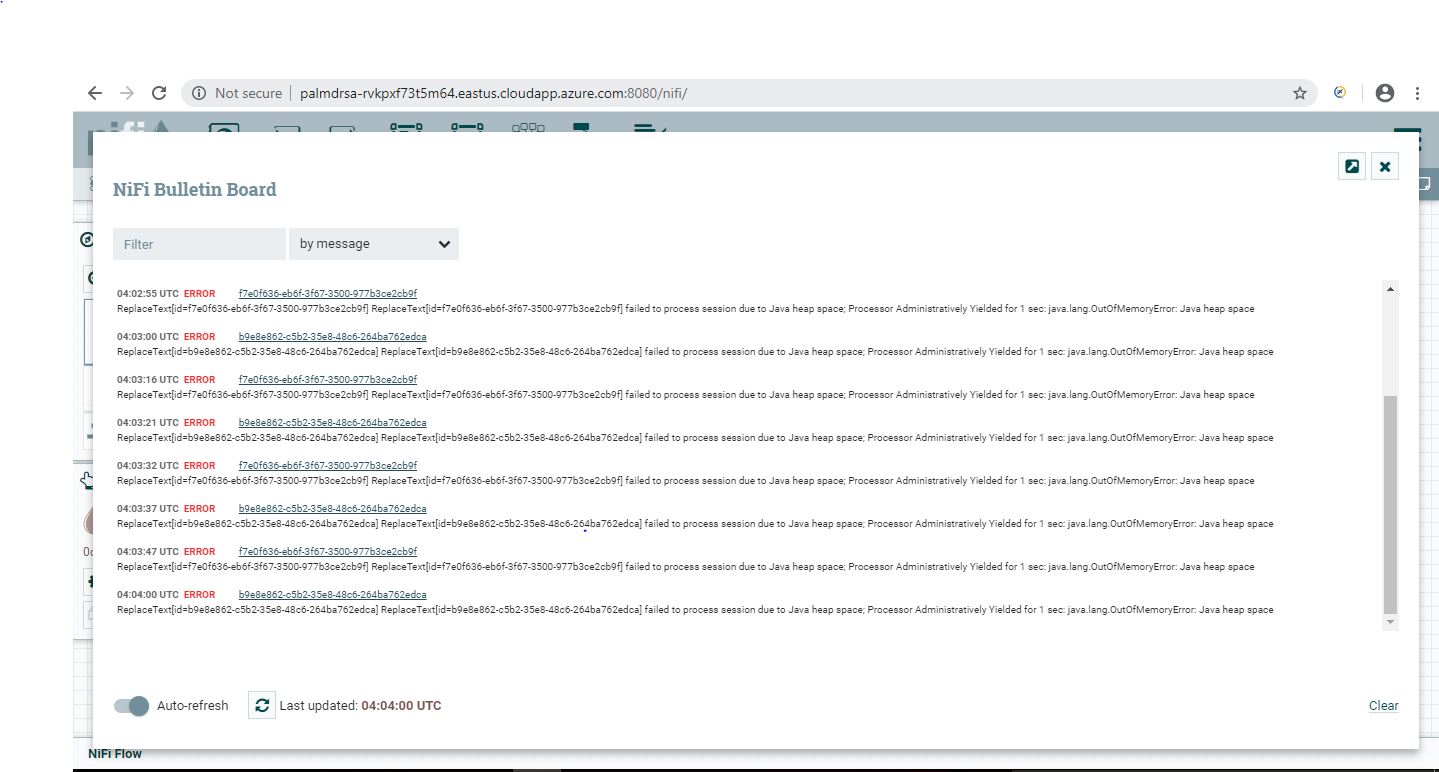 Not secure | palmdrsa-rvkpxf73t5m64.eastus.cloudapp.azure.com:8080/nifi/
nifi
NiFi Bulletin Board
Filter by message
04:02:55 UTC ERROR f7e0f636-eb6f-3f67-3500-977b3ce2cb9f
ReplaceText[id=f7e0f636-eb6f-3f67-3500-977b3ce2cb9f] ReplaceText[id=f7e0f636-eb6f-3f67-3500-977b3ce2cb9f] failed to process session due to Java heap space; Processor Administratively Yielded for 1 sec: java.lang.OutOfMemoryError: Java heap space
04:03:00 UTC ERROR b9e8e862-c5b2-35e8-48c6-264ba762edca
ReplaceText[id=b9e8e862-c5b2-35e8-48c6-264ba762edca] ReplaceText[id=b9e8e862-c5b2-35e8-48c6-264ba762edca] failed to process session due to Java heap space; Processor Administratively Yielded for 1 sec: java.lang.OutOfMemoryError: Java heap space
04:03:16 UTC ERROR f7e0f636-eb6f-3f67-3500-977b3ce2cb9f
ReplaceText[id=f7e0f636-eb6f-3f67-3500-977b3ce2cb9f] ReplaceText[id=f7e0f636-eb6f-3f67-3500-977b3ce2cb9f] failed to process session due to Java heap space; Processor Administratively Yielded for 1 sec: java.lang.OutOfMemoryError: Java heap space
04:03:21 UTC ERROR b9e8e862-c5b2-35e8-48c6-264ba762edca
ReplaceText[id=b9e8e862-c5b2-35e8-48c6-264ba762edca] ReplaceText[id=b9e8e862-c5b2-35e8-48c6-264ba762edca] failed to process session due to Java heap space; Processor Administratively Yielded for 1 sec: java.lang.OutOfMemoryError: Java heap space
04:03:32 UTC ERROR f7e0f636-eb6f-3f67-3500-977b3ce2cb9f
ReplaceText[id=f7e0f636-eb6f-3f67-3500-977b3ce2cb9f] ReplaceText[id=f7e0f636-eb6f-3f67-3500-977b3ce2cb9f] failed to process session due to Java heap space; Processor Administratively Yielded for 1 sec: java.lang.OutOfMemoryError: Java heap space
04:03:37 UTC ERROR b9e8e862-c5b2-35e8-48c6-264ba762edca
ReplaceText[id=b9e8e862-c5b2-35e8-48c6-264ba762edca] ReplaceText[id=b9e8e862-c5b2-35e8-48c6-264ba762edca] failed to process session due to Java heap space; Processor Administratively Yielded for 1 sec: java.lang.OutOfMemoryError: Java heap space
04:03:47 UTC ERROR f7e0f636-eb6f-3f67-3500-977b3ce2cb9f
ReplaceText[id=f7e0f636-eb6f-3f67-3500-977b3ce2cb9f] ReplaceText[id=f7e0f636-eb6f-3f67-3500-977b3ce2cb9f] failed to process session due to Java heap space; Processor Administratively Yielded for 1 sec: java.lang.OutOfMemoryError: Java heap space
04:04:00 UTC ERROR b9e8e862-c5b2-35e8-48c6-264ba762edca
ReplaceText[id=b9e8e862-c5b2-35e8-48c6-264ba762edca] ReplaceText[id=b9e8e862-c5b2-35e8-48c6-264ba762edca] failed to process session due to Java heap space; Processor Administratively Yielded for 1 sec: java.lang.OutOfMemoryError: Java heap space
Auto-refresh Last updated: 04:04:00 UTC Clear
NiFi Flow